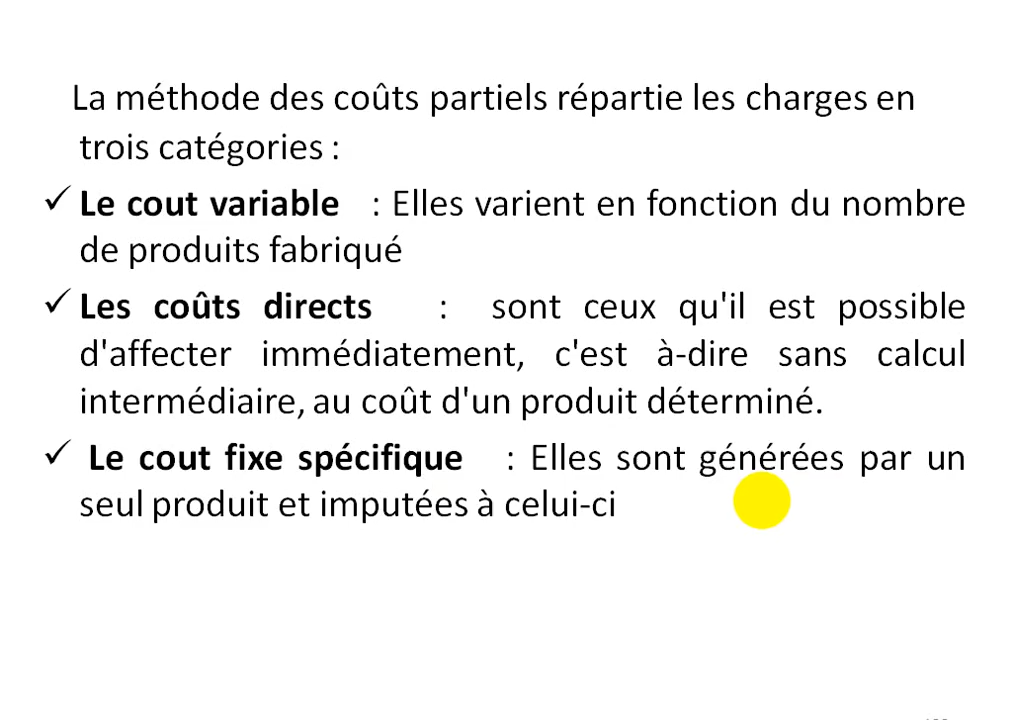 La méthode des coûts partiels répartie les charges en
trois catégories :
✓ Le cout variable : Elles varient en fonction du nombre
de produits fabriqué
✓ Les coûts directs : sont ceux qu'il est possible
d'affecter immédiatement, c'est à-dire sans calcul
intermédiaire, au coût d'un produit déterminé.
✓ Le cout fixe spécifique : Elles sont générées par un
seul produit et imputées à celui-ci